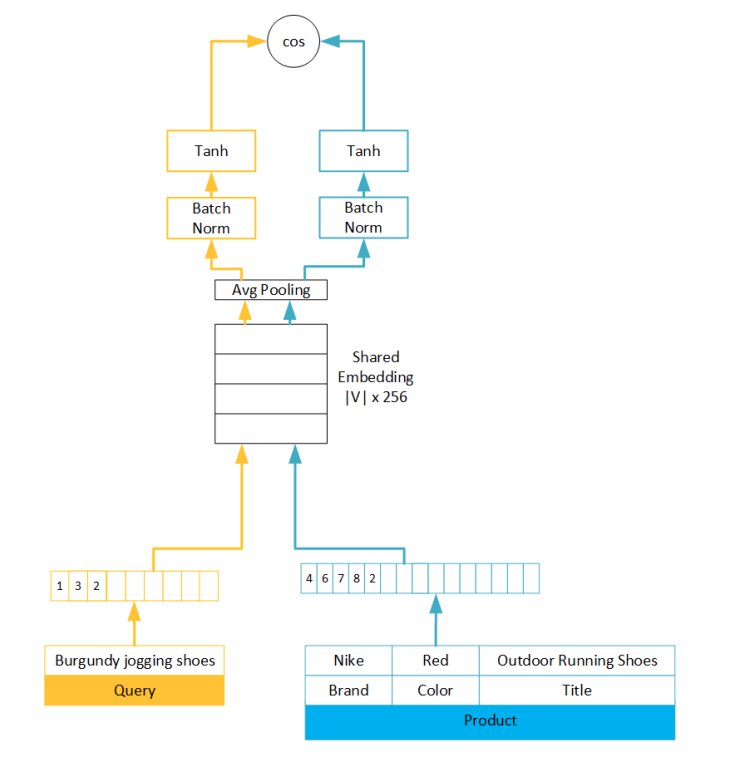 cos
Tanh
Tanh
Batch
Norm
Batch
Norm
Avg Pooling
Shared
Embedding
|V| x 256
1 3 2
4 6 7 8 2
Burgundy jogging shoes
Query
Nike Red Outdoor Running Shoes
Brand Color Title
Product